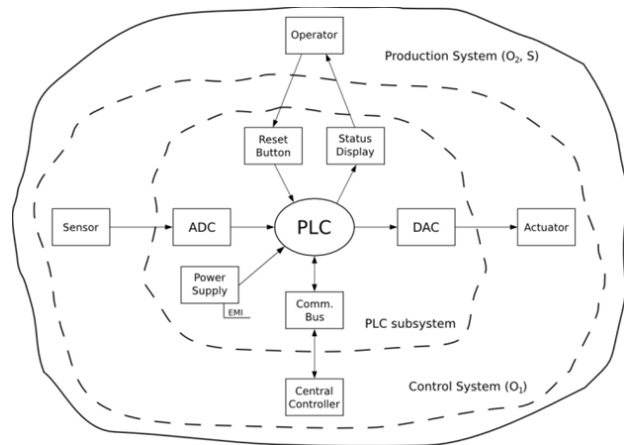 Operator
Production System (O₂, S)
Reset
Button
Status
Display
Sensor
ADC
PLC
DAC
Actuator
Power
Supply
EMI
Comm.
Bus
PLC subsystem
Central
Controller
Control System (O₁)